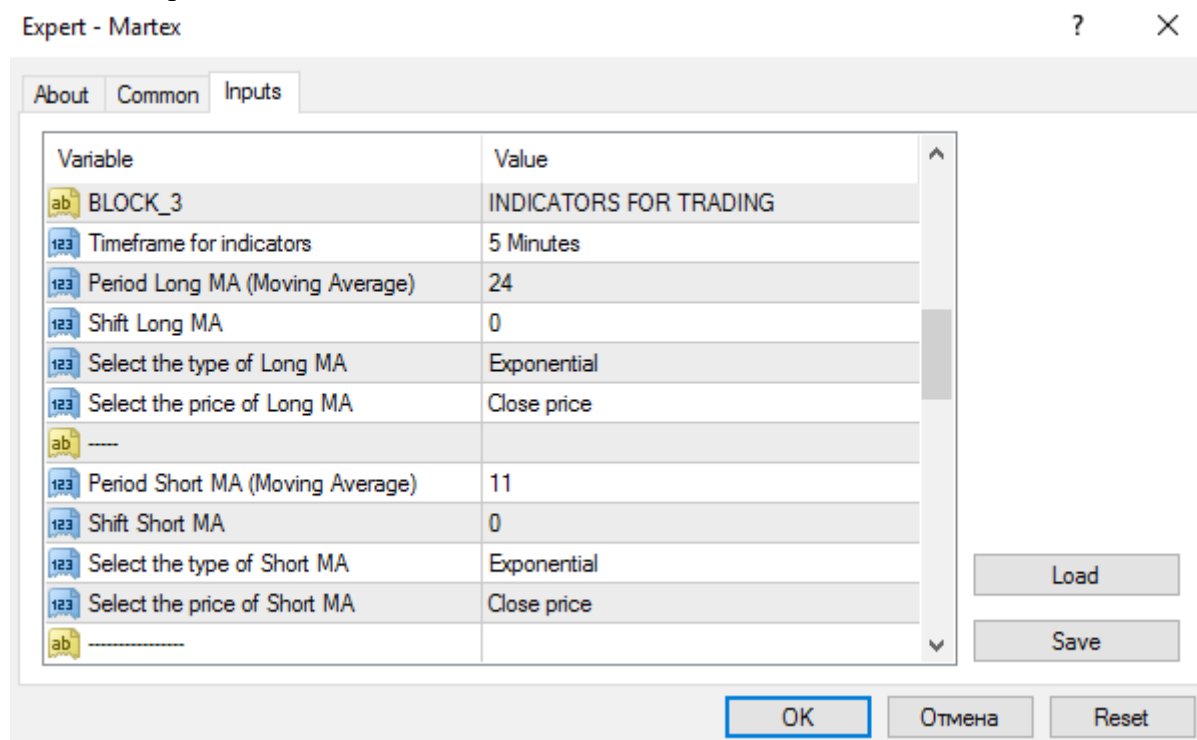 Expert - Martex ?
About Common Inputs
Variable Value
ab BLOCK_3 INDICATORS FOR TRADING
123 Timeframe for indicators 5 Minutes
123 Period Long MA (Moving Average) 24
123 Shift Long MA 0
123 Select the type of Long MA Exponential
123 Select the price of Long MA Close price
ab -----
123 Period Short MA (Moving Average) 11
123 Shift Short MA 0
123 Select the type of Short MA Exponential
123 Select the price of Short MA Close price
ab ----------------
Load
Save
OK Отмена Reset